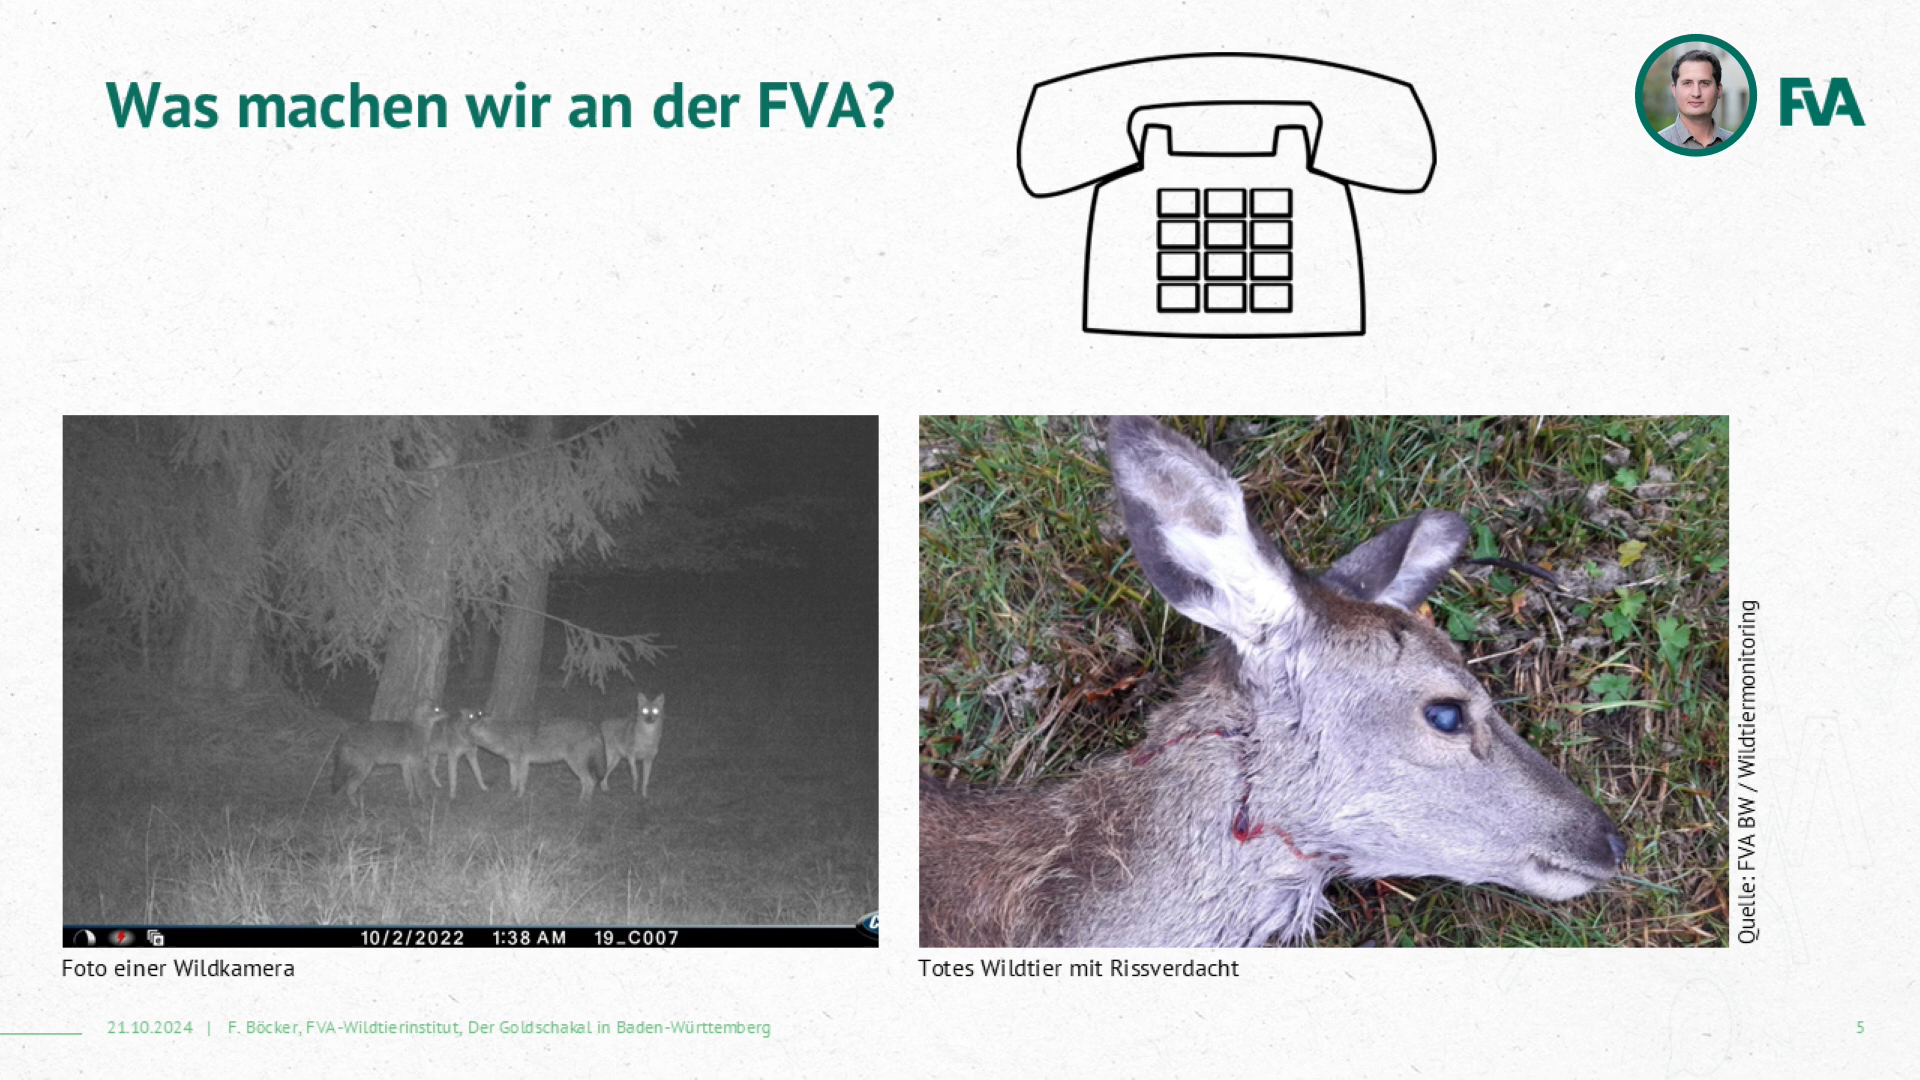 Was machen wir an der FVA?
FVA
10/2/2022 1:38 AM 19_C007
Foto einer Wildkamera
Totes Wildtier mit Rissverdacht
Quelle: FVA BW / Wildtiermonitoring
21.10.2024 | F. Böcker, FVA-Wildtierinstitut, Der Goldschakal in Baden-Württemberg
5